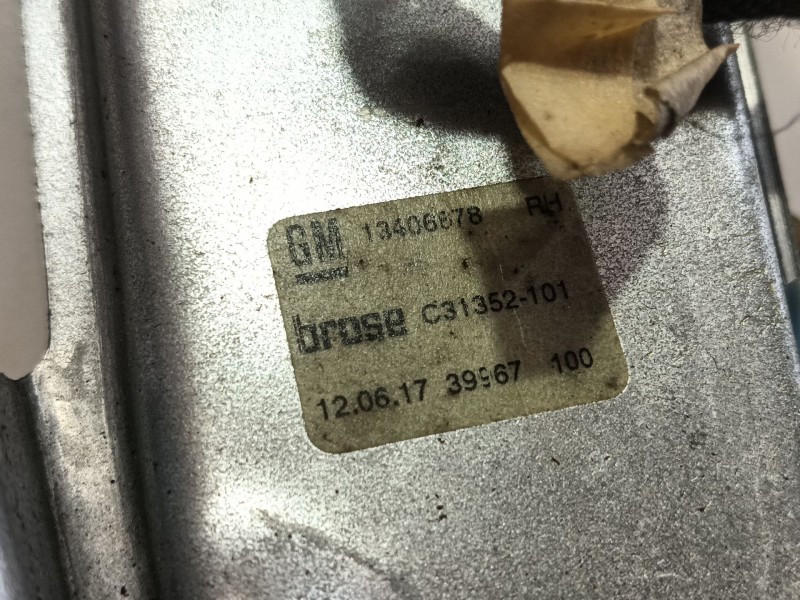 GM 13406878 RH
brose C31352-101
12.06.17 39967 100